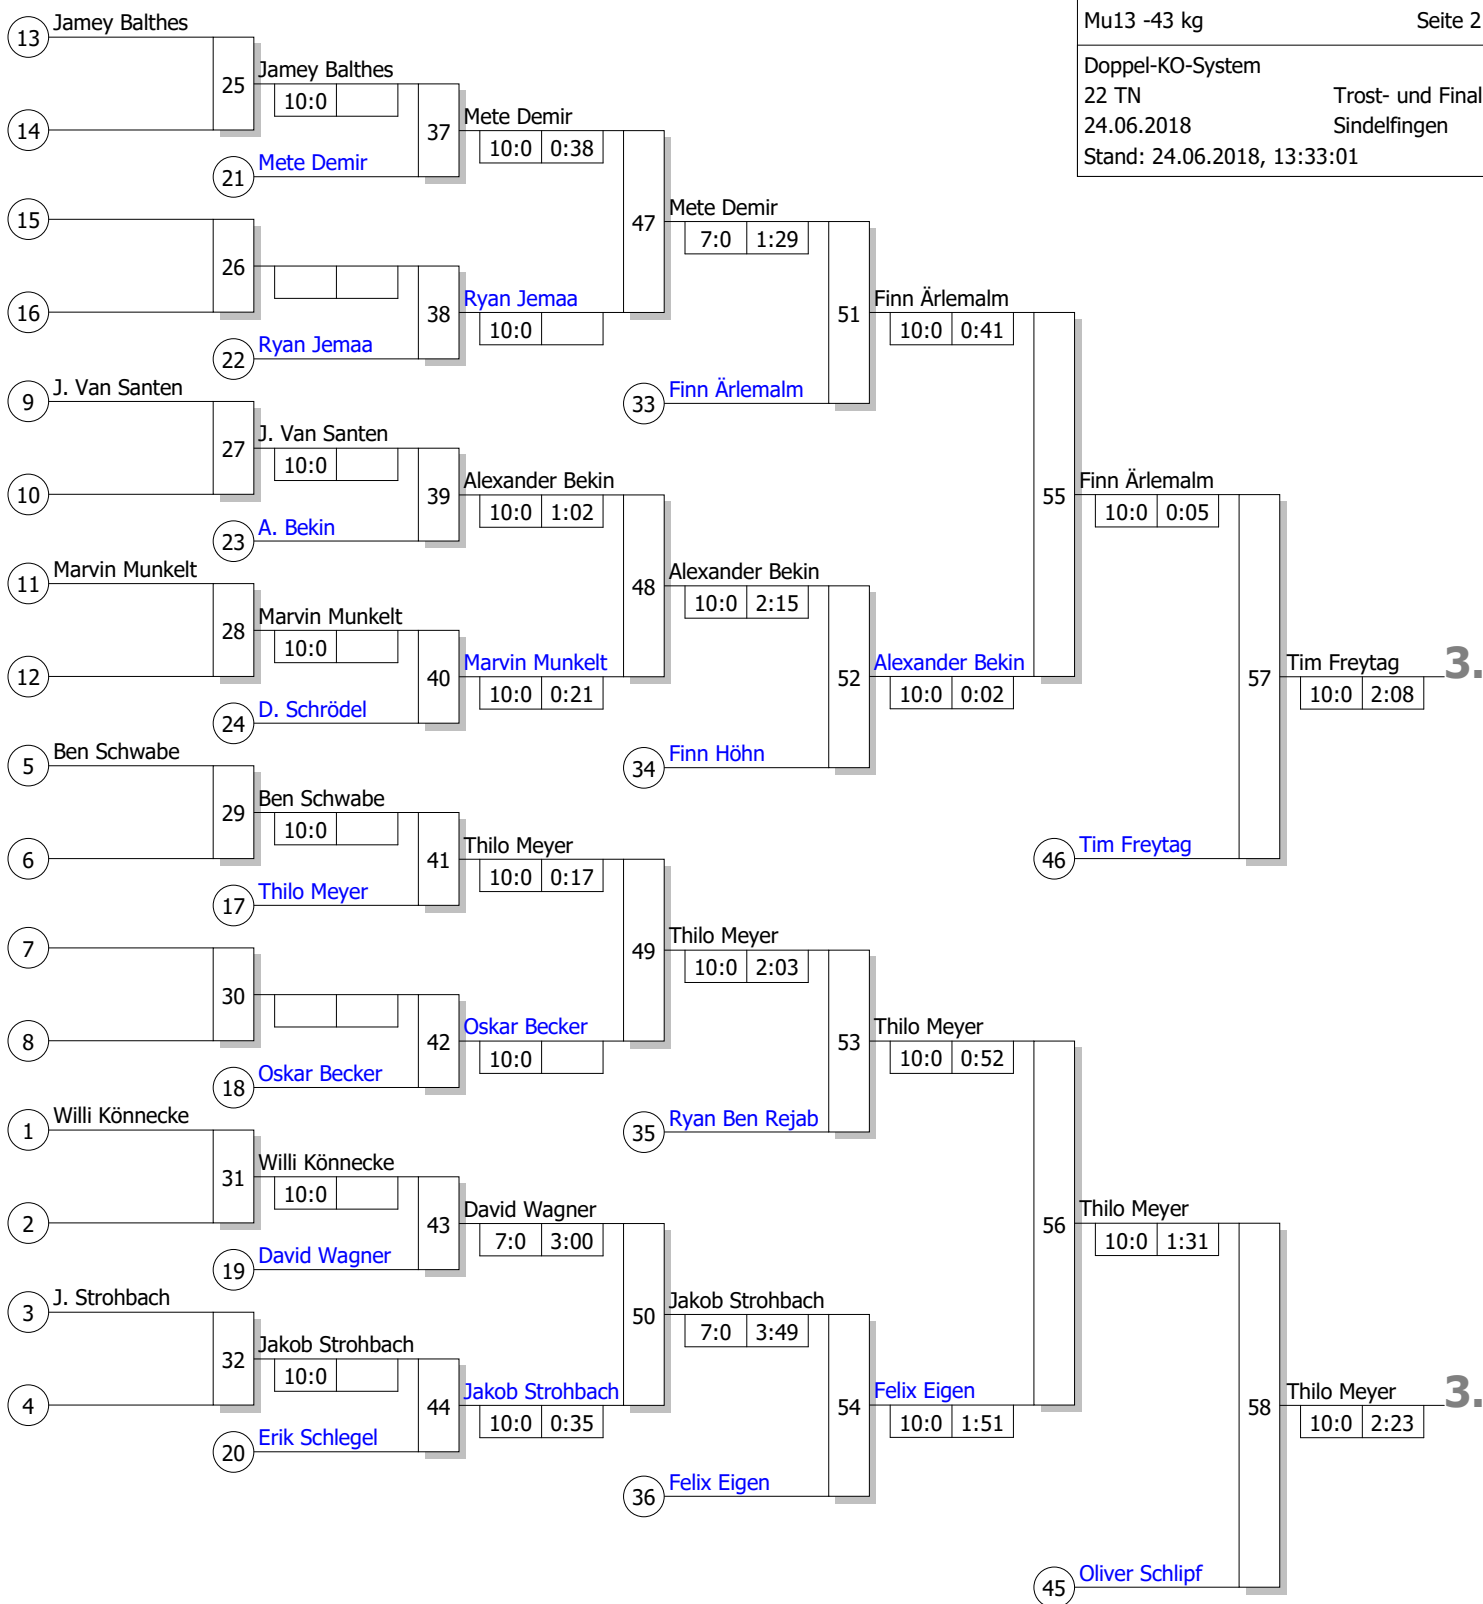 Mu13 -43 kg Seite 2
Doppel-KO-System
22 TN Trost- und Final
24.06.2018 Sindelfingen
Stand: 24.06.2018, 13:33:01
13 Jamey Balthes
14
25 Jamey Balthes
10:0
21 Mete Demir
37 Mete Demir
10:0 0:38
15
16
26
22 Ryan Jemaa
38 Ryan Jemaa
10:0
47 Mete Demir
7:0 1:29
33 Finn Ärlemalm
51 Finn Ärlemalm
10:0 0:41
9 J. Van Santen
10
27 J. Van Santen
10:0
23 A. Bekin
39 Alexander Bekin
10:0 1:02
11 Marvin Munkelt
12
28 Marvin Munkelt
10:0
24 D. Schrödel
40 Marvin Munkelt
10:0 0:21
48 Alexander Bekin
10:0 2:15
34 Finn Höhn
52 Alexander Bekin
10:0 0:02
55 Finn Ärlemalm
10:0 0:05
46 Tim Freytag
57 Tim Freytag
10:0 2:08
3.
5 Ben Schwabe
6
29 Ben Schwabe
10:0
17 Thilo Meyer
41 Thilo Meyer
10:0 0:17
7
8
30
18 Oskar Becker
42 Oskar Becker
10:0
49 Thilo Meyer
10:0 2:03
35 Ryan Ben Rejab
53 Thilo Meyer
10:0 0:52
1 Willi Könnecke
2
31 Willi Könnecke
10:0
19 David Wagner
43 David Wagner
7:0 3:00
3 J. Strohbach
4
32 Jakob Strohbach
10:0
20 Erik Schlegel
44 Jakob Strohbach
10:0 0:35
50 Jakob Strohbach
7:0 3:49
36 Felix Eigen
54 Felix Eigen
10:0 1:51
56 Thilo Meyer
10:0 1:31
45 Oliver Schlipf
58 Thilo Meyer
10:0 2:23
3.